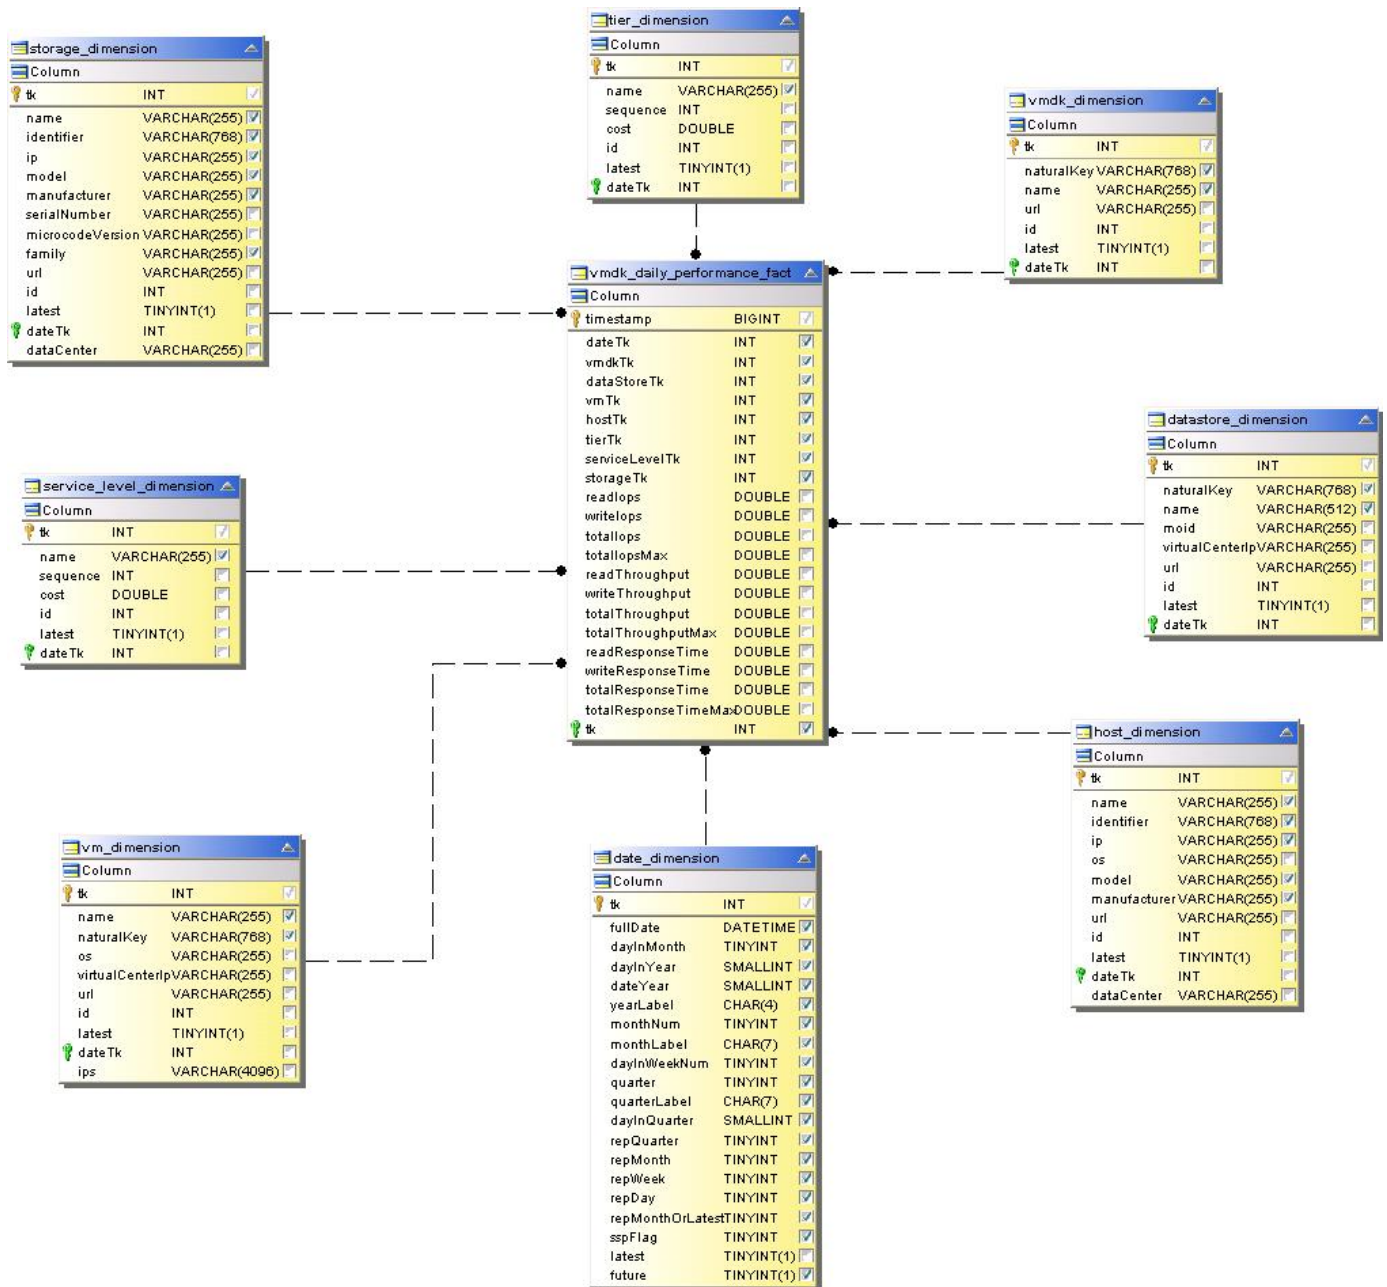 tier_dimension
Column
tk INT
name VARCHAR(255)
sequence INT
cost DOUBLE
id INT
latest TINYINT(1)
dateTk INT
storage_dimension
Column
tk INT
name VARCHAR(255)
identifier VARCHAR(768)
ip VARCHAR(255)
model VARCHAR(255)
manufacturer VARCHAR(255)
serialNumber VARCHAR(255)
microcodeVersion VARCHAR(255)
family VARCHAR(255)
url VARCHAR(255)
id INT
latest TINYINT(1)
dateTk INT
dataCenter VARCHAR(255)
vmdk_dimension
Column
tk INT
naturalKey VARCHAR(768)
name VARCHAR(255)
url VARCHAR(255)
id INT
latest TINYINT(1)
dateTk INT
vmdk_daily_performance_fact
Column
timestamp BIGINT
dateTk INT
vmdkTk INT
dataStoreTk INT
vmTk INT
hostTk INT
tierTk INT
serviceLevelTk INT
storageTk INT
readIops DOUBLE
writeIops DOUBLE
totalIops DOUBLE
totalIopsMax DOUBLE
readThroughput DOUBLE
writeThroughput DOUBLE
totalThroughput DOUBLE
totalThroughputMax DOUBLE
readResponseTime DOUBLE
writeResponseTime DOUBLE
totalResponseTime DOUBLE
totalResponseTimeMax DOUBLE
tk INT
datastore_dimension
Column
tk INT
naturalKey VARCHAR(768)
name VARCHAR(512)
moid VARCHAR(255)
virtualCenterIp VARCHAR(255)
url VARCHAR(255)
id INT
latest TINYINT(1)
dateTk INT
service_level_dimension
Column
tk INT
name VARCHAR(255)
sequence INT
cost DOUBLE
id INT
latest TINYINT(1)
dateTk INT
host_dimension
Column
tk INT
name VARCHAR(255)
identifier VARCHAR(768)
ip VARCHAR(255)
os VARCHAR(255)
model VARCHAR(255)
manufacturer VARCHAR(255)
url VARCHAR(255)
id INT
latest TINYINT(1)
dateTk INT
dataCenter VARCHAR(255)
vm_dimension
Column
tk INT
name VARCHAR(255)
naturalKey VARCHAR(768)
os VARCHAR(255)
virtualCenterIp VARCHAR(255)
url VARCHAR(255)
id INT
latest TINYINT(1)
dateTk INT
ips VARCHAR(4096)
date_dimension
Column
tk INT
fullDate DATETIME
dayInMonth TINYINT
dayInYear SMALLINT
dateYear SMALLINT
yearLabel CHAR(4)
monthNum TINYINT
monthLabel CHAR(7)
dayInWeekNum TINYINT
quarter TINYINT
quarterLabel CHAR(7)
dayInQuarter SMALLINT
repQuarter TINYINT
repMonth TINYINT
repWeek TINYINT
repDay TINYINT
repMonthOrLatest TINYINT
sspFlag TINYINT
latest TINYINT(1)
future TINYINT(1)